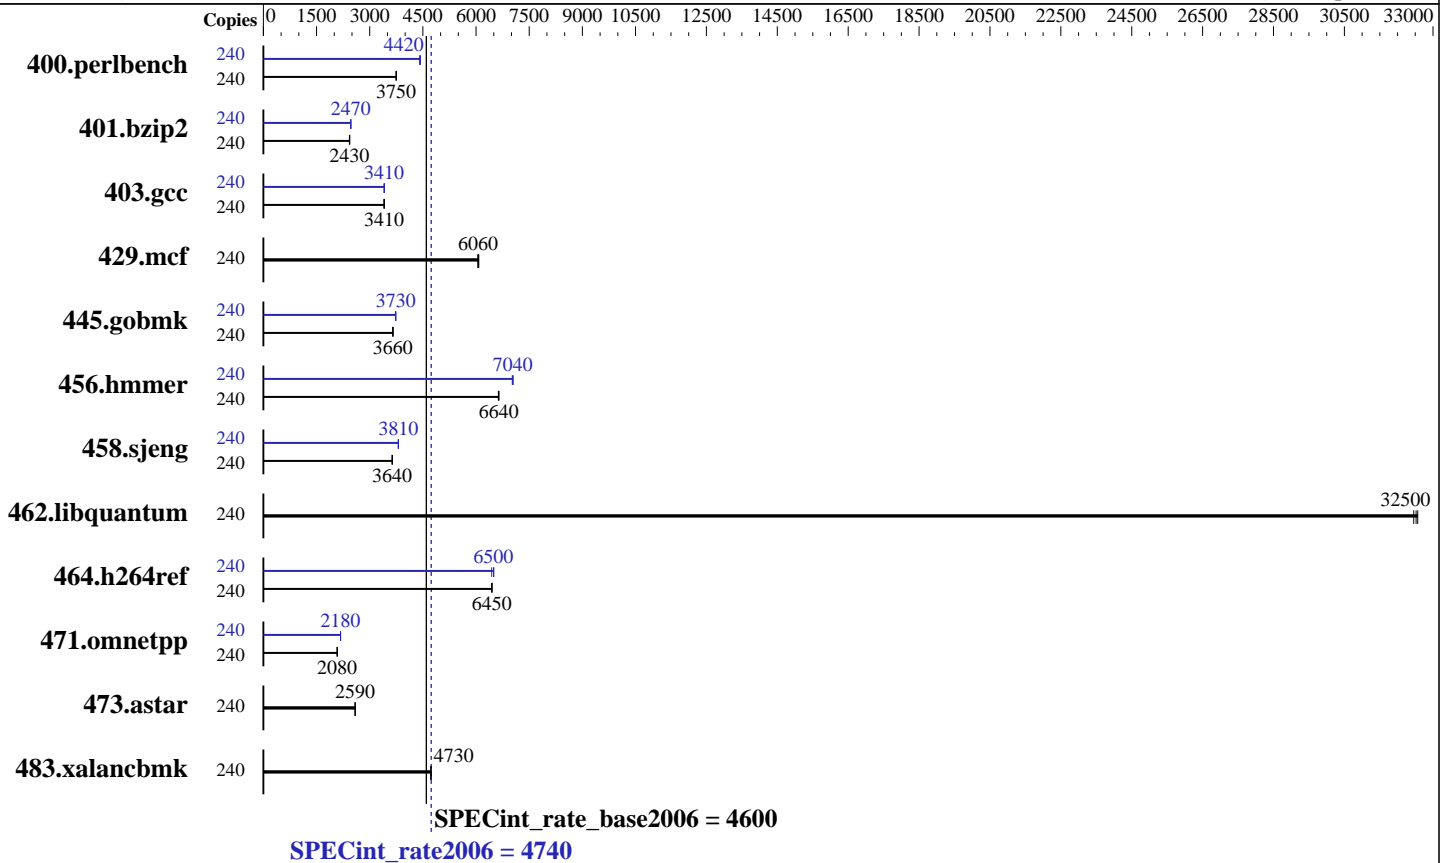 Copies 0 1500 3000 4500 6000 7500 9000 10500 12500 14500 16500 18500 20500 22500 24500 26500 28500 30500 33000
400.perlbench 240 4420
240 3750
401.bzip2 240 2470
240 2430
403.gcc 240 3410
240 3410
429.mcf 240 6060
445.gobmk 240 3730
240 3660
456.hmmer 240 7040
240 6640
458.sjeng 240 3810
240 3640
462.libquantum 240 32500
464.h264ref 240 6500
240 6450
471.omnetpp 240 2180
240 2080
473.astar 240 2590
483.xalancbmk 240 4730
SPECint_rate_base2006 = 4600
SPECint_rate2006 = 4740